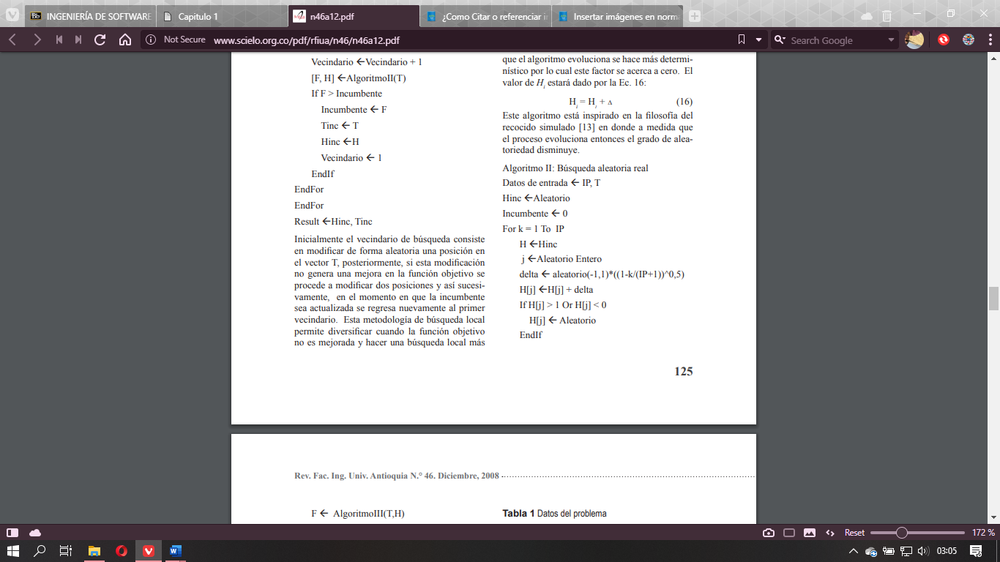 INGENIERÍA DE SOFTWARE
Capitulo 1
n46a12.pdf
¿Como Citar o referenciar i
Insertar imágenes en norm
Not Secure
www.scielo.org.co/pdf/rfiua/n46/n46a12.pdf
Search Google
Vecindario ←Vecindario + 1
[F, H] ←AlgoritmoII(T)
If F > Incumbente
Incumbente ← F
Tinc ← T
Hinc ←H
Vecindario ← 1
EndIf
EndFor
EndFor
Result ←Hinc, Tinc
Inicialmente el vecindario de búsqueda consiste
en modificar de forma aleatoria una posición en
el vector T, posteriormente, si esta modificación
no genera una mejora en la función objetivo se
procede a modificar dos posiciones y así sucesi-
vamente, en el momento en que la incumbente
sea actualizada se regresa nuevamente al primer
vecindario. Esta metodología de búsqueda local
permite diversificar cuando la función objetivo
no es mejorada y hacer una búsqueda local más
que el algoritmo evoluciona se hace más determi-
nístico por lo cual este factor se acerca a cero. El
valor de Hi estará dado por la Ec. 16:
Hi = Hi + Δ (16)
Este algoritmo está inspirado en la filosofía del
recocido simulado [13] en donde a medida que
el proceso evoluciona entonces el grado de alea-
toriedad disminuye.
Algoritmo II: Búsqueda aleatoria real
Datos de entrada ← IP, T
Hinc ←Aleatorio
Incumbente ← 0
For k = 1 To IP
H ←Hinc
j ←Aleatorio Entero
delta ← aleatorio(-1,1)*((1-k/(IP+1))^0,5)
H[j] ←H[j] + delta
If H[j] > 1 Or H[j] < 0
H[j] ← Aleatorio
EndIf
125
Rev. Fac. Ing. Univ. Antioquia N.° 46. Diciembre, 2008
F ← AlgoritmoIII(T,H)
Tabla 1 Datos del problema
Reset
172 %
03:05